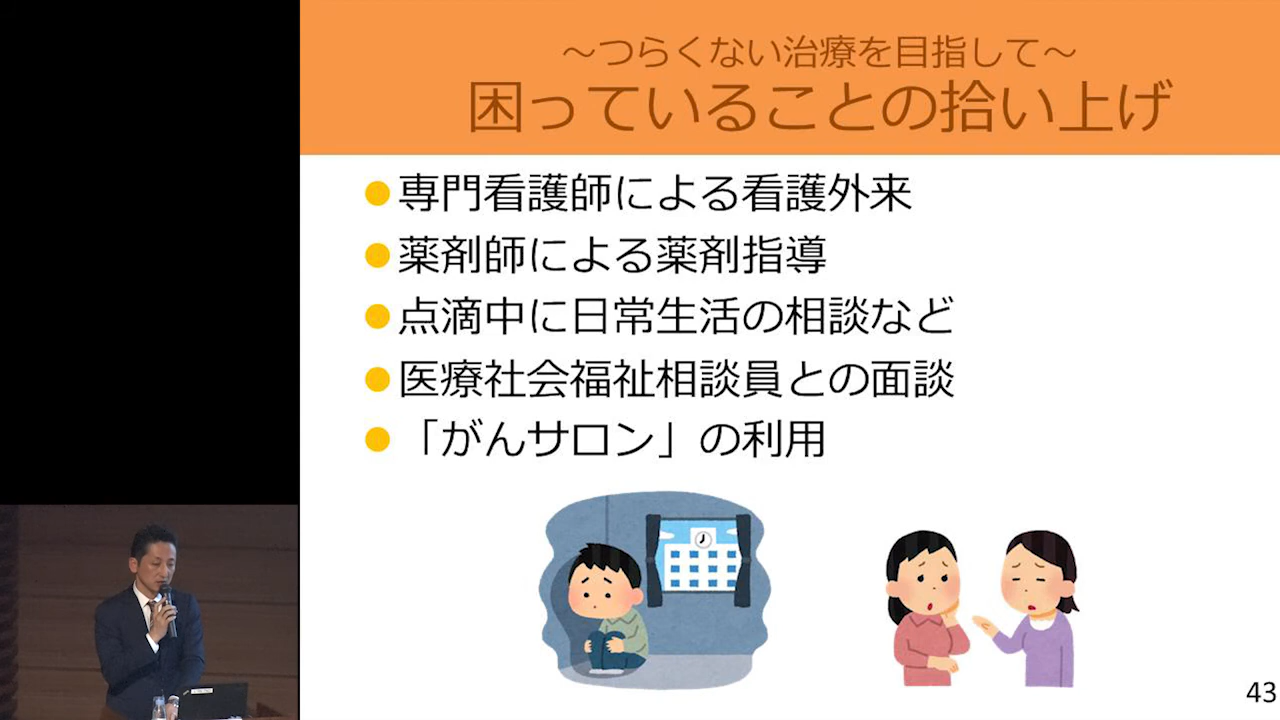 ～つらくない治療を目指して～
困っていることの拾い上げ
専門看護師による看護外来
薬剤師による薬剤指導
点滴中に日常生活の相談など
医療社会福祉相談員との面談
「がんサロン」の利用
43